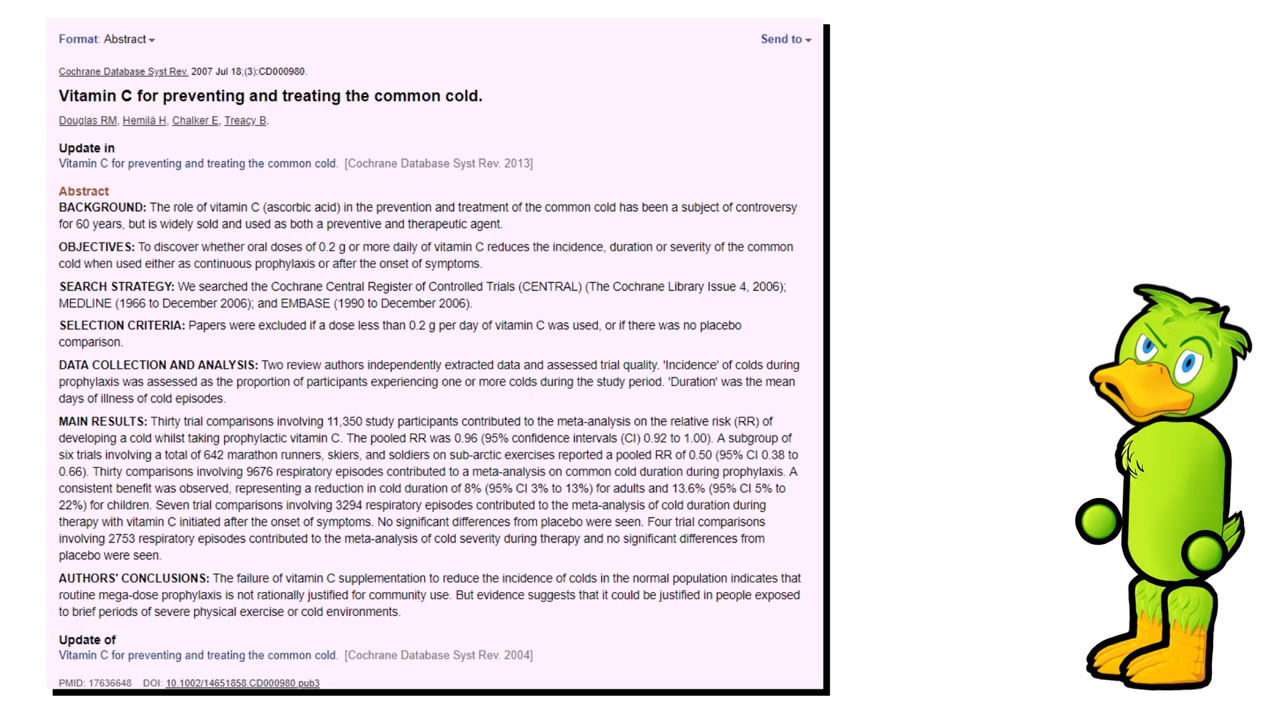 Format: Abstract
Send to
Cochrane Database Syst Rev. 2007 Jul 18;(3):CD000980.
Vitamin C for preventing and treating the common cold.
Douglas RM, Hemilä H, Chalker E, Treacy B.
Update in
Vitamin C for preventing and treating the common cold. [Cochrane Database Syst Rev. 2013]
Abstract
BACKGROUND: The role of vitamin C (ascorbic acid) in the prevention and treatment of the common cold has been a subject of controversy
for 60 years, but is widely sold and used as both a preventive and therapeutic agent.
OBJECTIVES: To discover whether oral doses of 0.2 g or more daily of vitamin C reduces the incidence, duration or severity of the common
cold when used either as continuous prophylaxis or after the onset of symptoms.
SEARCH STRATEGY: We searched the Cochrane Central Register of Controlled Trials (CENTRAL) (The Cochrane Library Issue 4, 2006);
MEDLINE (1966 to December 2006); and EMBASE (1990 to December 2006).
SELECTION CRITERIA: Papers were excluded if a dose less than 0.2 g per day of vitamin C was used, or if there was no placebo
comparison.
DATA COLLECTION AND ANALYSIS: Two review authors independently extracted data and assessed trial quality. 'Incidence' of colds during
prophylaxis was assessed as the proportion of participants experiencing one or more colds during the study period. 'Duration' was the mean
days of illness of cold episodes.
MAIN RESULTS: Thirty trial comparisons involving 11,350 study participants contributed to the meta-analysis on the relative risk (RR) of
developing a cold whilst taking prophylactic vitamin C. The pooled RR was 0.96 (95% confidence intervals (CI) 0.92 to 1.00). A subgroup of
six trials involving a total of 642 marathon runners, skiers, and soldiers on sub-arctic exercises reported a pooled RR of 0.50 (95% CI 0.38 to
0.66). Thirty comparisons involving 9676 respiratory episodes contributed to a meta-analysis on common cold duration during prophylaxis. A
consistent benefit was observed, representing a reduction in cold duration of 8% (95% CI 3% to 13%) for adults and 13.6% (95% CI 5% to
22%) for children. Seven trial comparisons involving 3294 respiratory episodes contributed to the meta-analysis of cold duration during
therapy with vitamin C initiated after the onset of symptoms. No significant differences from placebo were seen. Four trial comparisons
involving 2753 respiratory episodes contributed to the meta-analysis of cold severity during therapy and no significant differences from
placebo were seen.
AUTHORS' CONCLUSIONS: The failure of vitamin C supplementation to reduce the incidence of colds in the normal population indicates that
routine mega-dose prophylaxis is not rationally justified for community use. But evidence suggests that it could be justified in people exposed
to brief periods of severe physical exercise or cold environments.
Update of
Vitamin C for preventing and treating the common cold. [Cochrane Database Syst Rev. 2004]
PMID: 17636648 DOI: 10.1002/14651858.CD000980.pub3